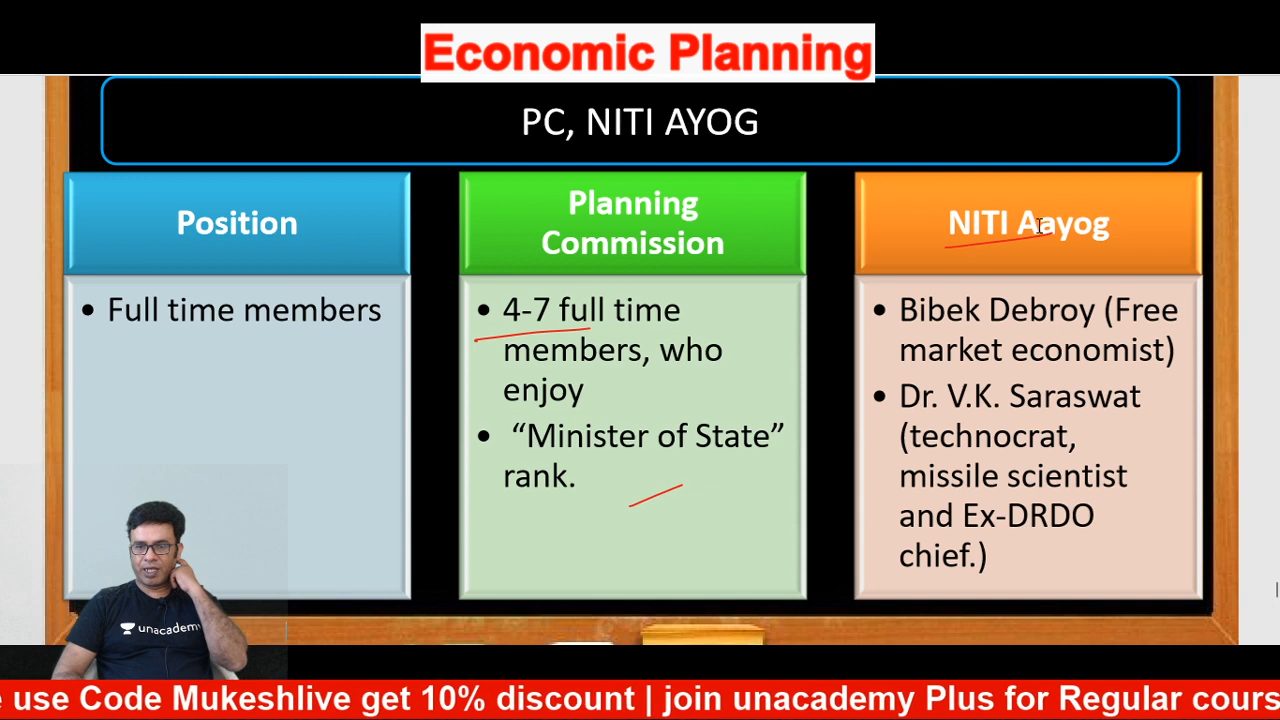 Economic Planning
PC, NITI AYOG
Position
• Full time members
Planning
Commission
• 4-7 full time
members, who
enjoy
• “Minister of State”
rank.
NITI Aayog
• Bibek Debroy (Free
market economist)
• Dr. V.K. Saraswat
(technocrat,
missile scientist
and Ex-DRDO
chief.)
unacademy
e use Code Mukeshlive get 10% discount | join unacademy Plus for Regular cours